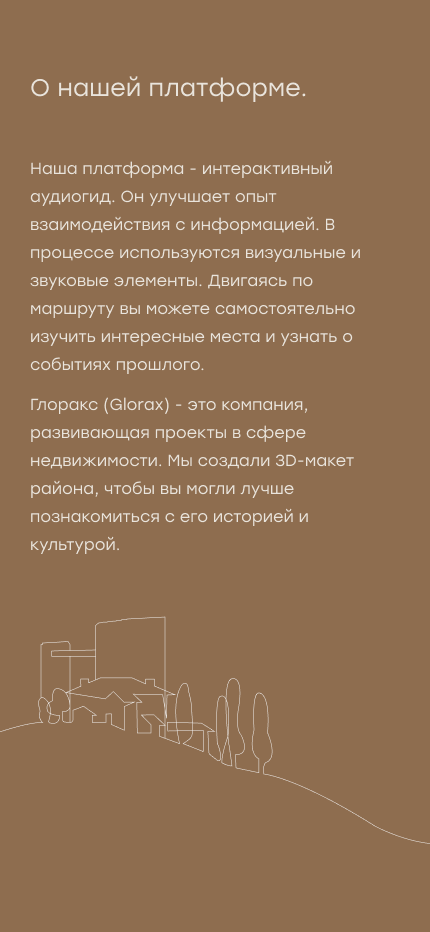 О нашей платформе.
Наша платформа - интерактивный
аудиогид. Он улучшает опыт
взаимодействия с информацией. В
процессе используются визуальные и
звуковые элементы. Двигаясь по
маршруту вы можете самостоятельно
изучить интересные места и узнать о
событиях прошлого.
Глоракс (Glorax) - это компания,
развивающая проекты в сфере
недвижимости. Мы создали 3D-макет
района, чтобы вы могли лучше
познакомиться с его историей и
культурой.